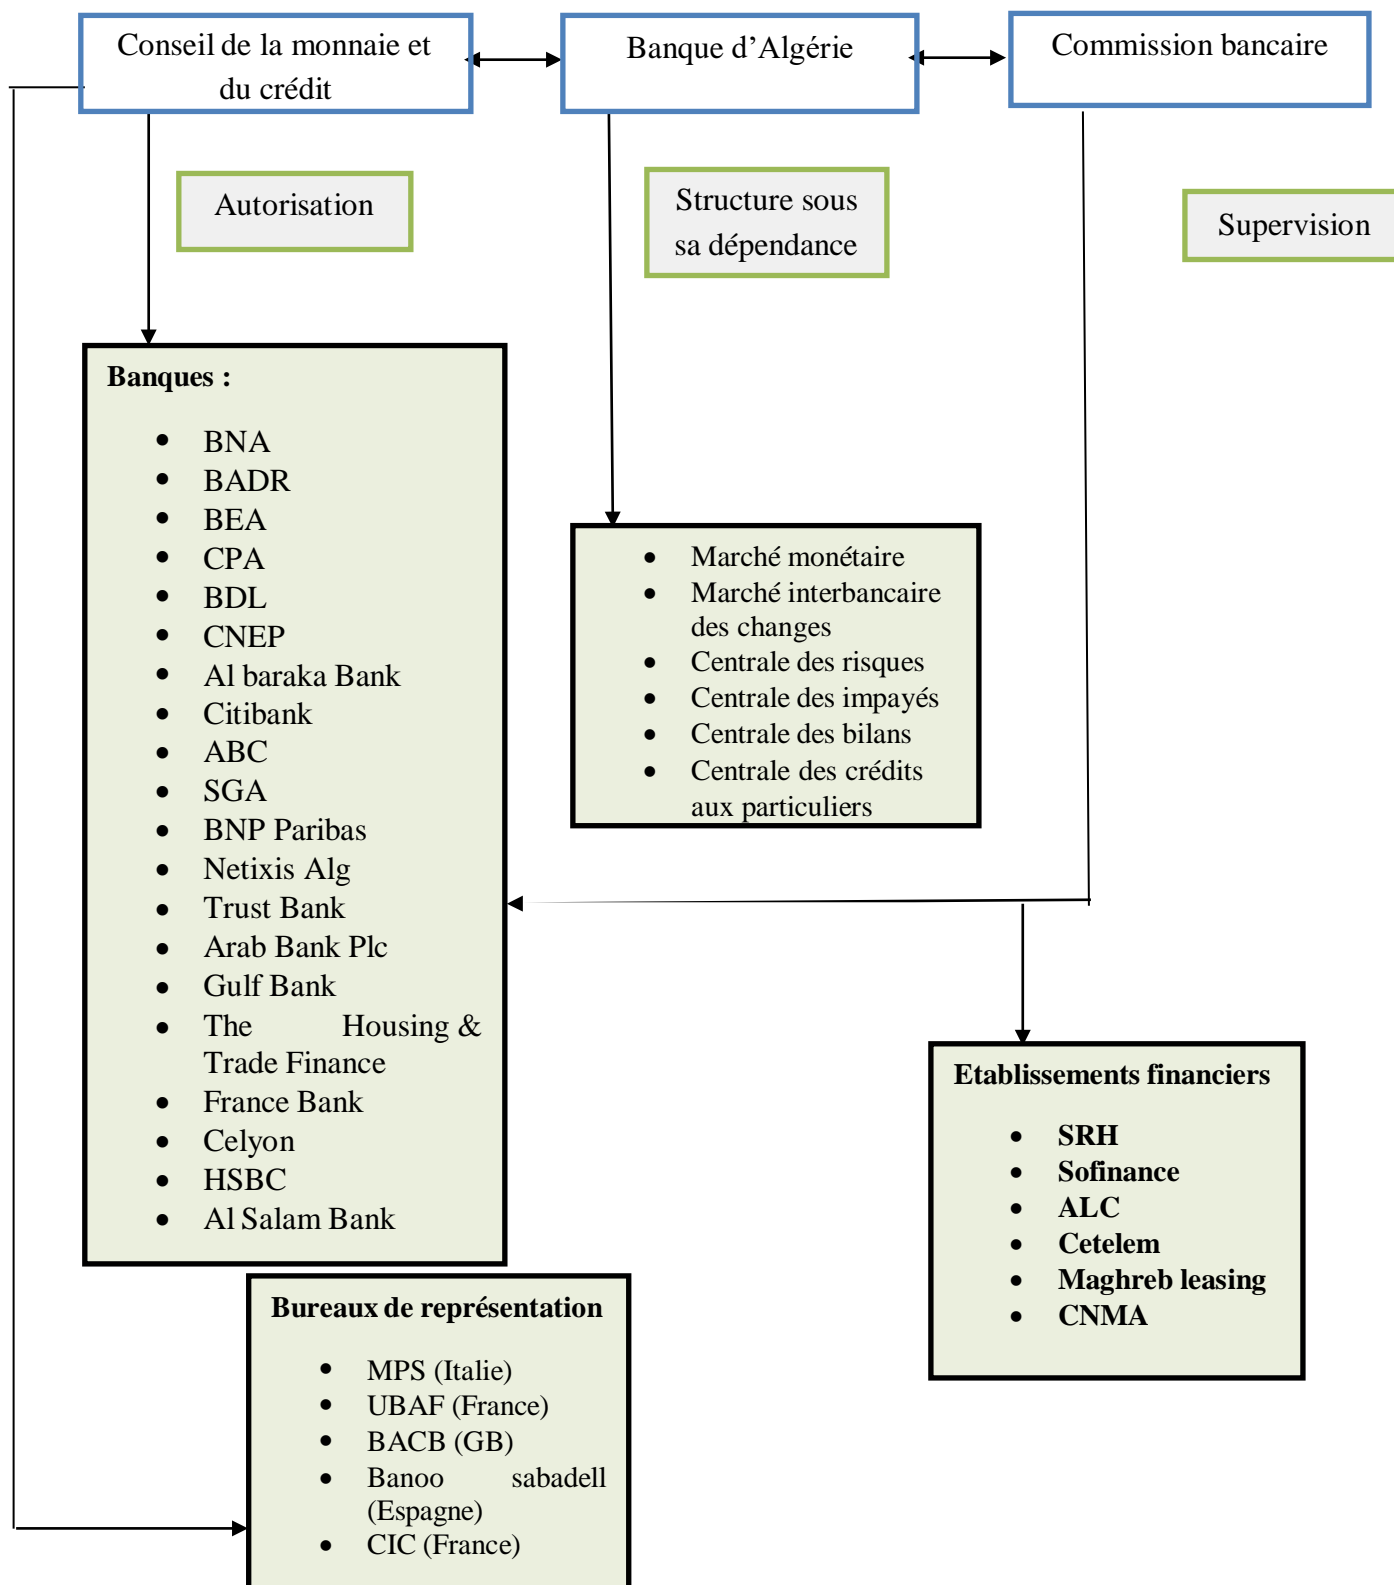 Conseil de la monnaie et
du crédit
Banque d’Algérie
Commission bancaire
Autorisation
Structure sous
sa dépendance
Supervision
Banques :
• BNA
• BADR
• BEA
• CPA
• BDL
• CNEP
• Al baraka Bank
• Citibank
• ABC
• SGA
• BNP Paribas
• Netixis Alg
• Trust Bank
• Arab Bank Plc
• Gulf Bank
• The Housing &
Trade Finance
• France Bank
• Celyon
• HSBC
• Al Salam Bank
• Marché monétaire
• Marché interbancaire
des changes
• Centrale des risques
• Centrale des impayés
• Centrale des bilans
• Centrale des crédits
aux particuliers
Etablissements financiers
• SRH
• Sofinance
• ALC
• Cetelem
• Maghreb leasing
• CNMA
Bureaux de représentation
• MPS (Italie)
• UBAF (France)
• BACB (GB)
• Banoo sabadell
(Espagne)
• CIC (France)